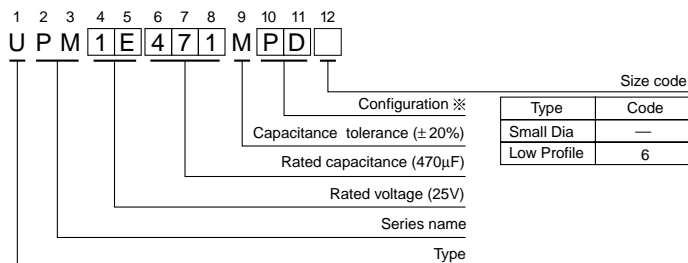 1 2 3 4 5 6 7 8 9 10 11 12
U P M 1 E 4 7 1 M P D
Size code
Configuration ※
Type Code
Capacitance tolerance (±20%)
Small Dia —
Rated capacitance (470μF)
Low Profile 6
Rated voltage (25V)
Series name
Type